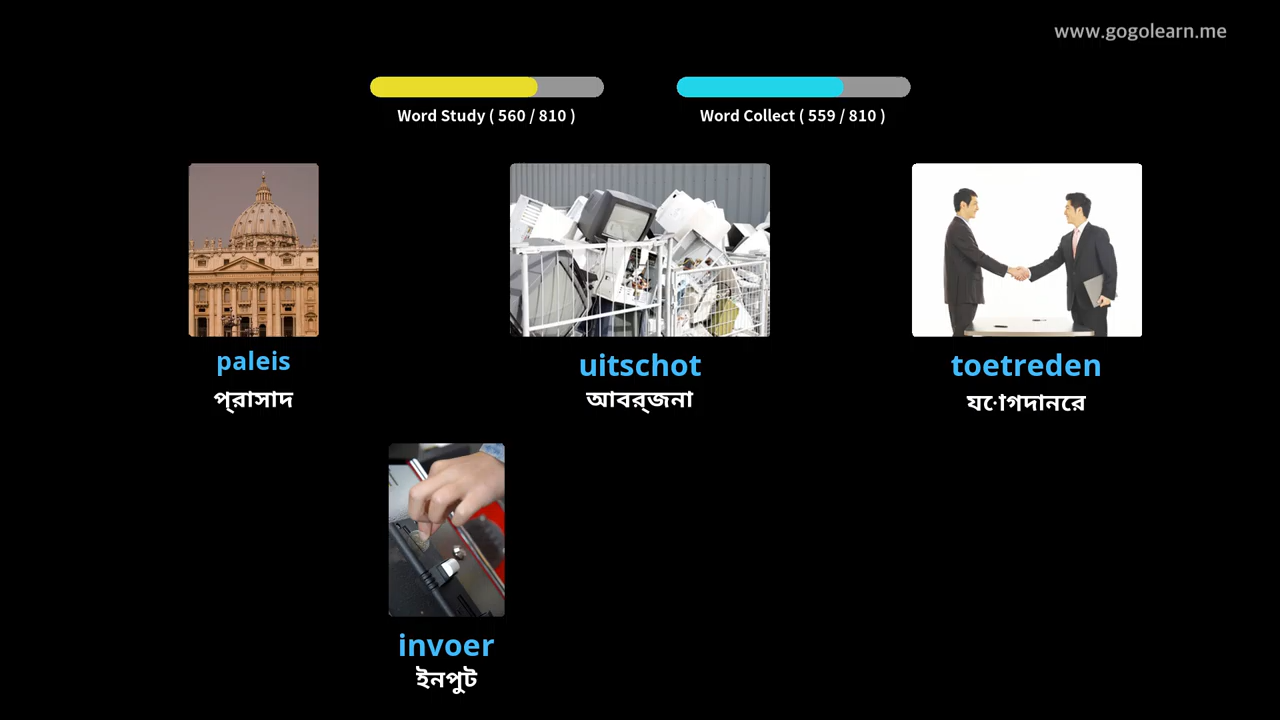 www.gogolearn.me
Word Study ( 560 / 810 )
Word Collect ( 559 / 810 )
paleis
uitschot
toetreden
প্রাসাদ
আবর্জনা
যোগদানরে
invoer
ইনপুট